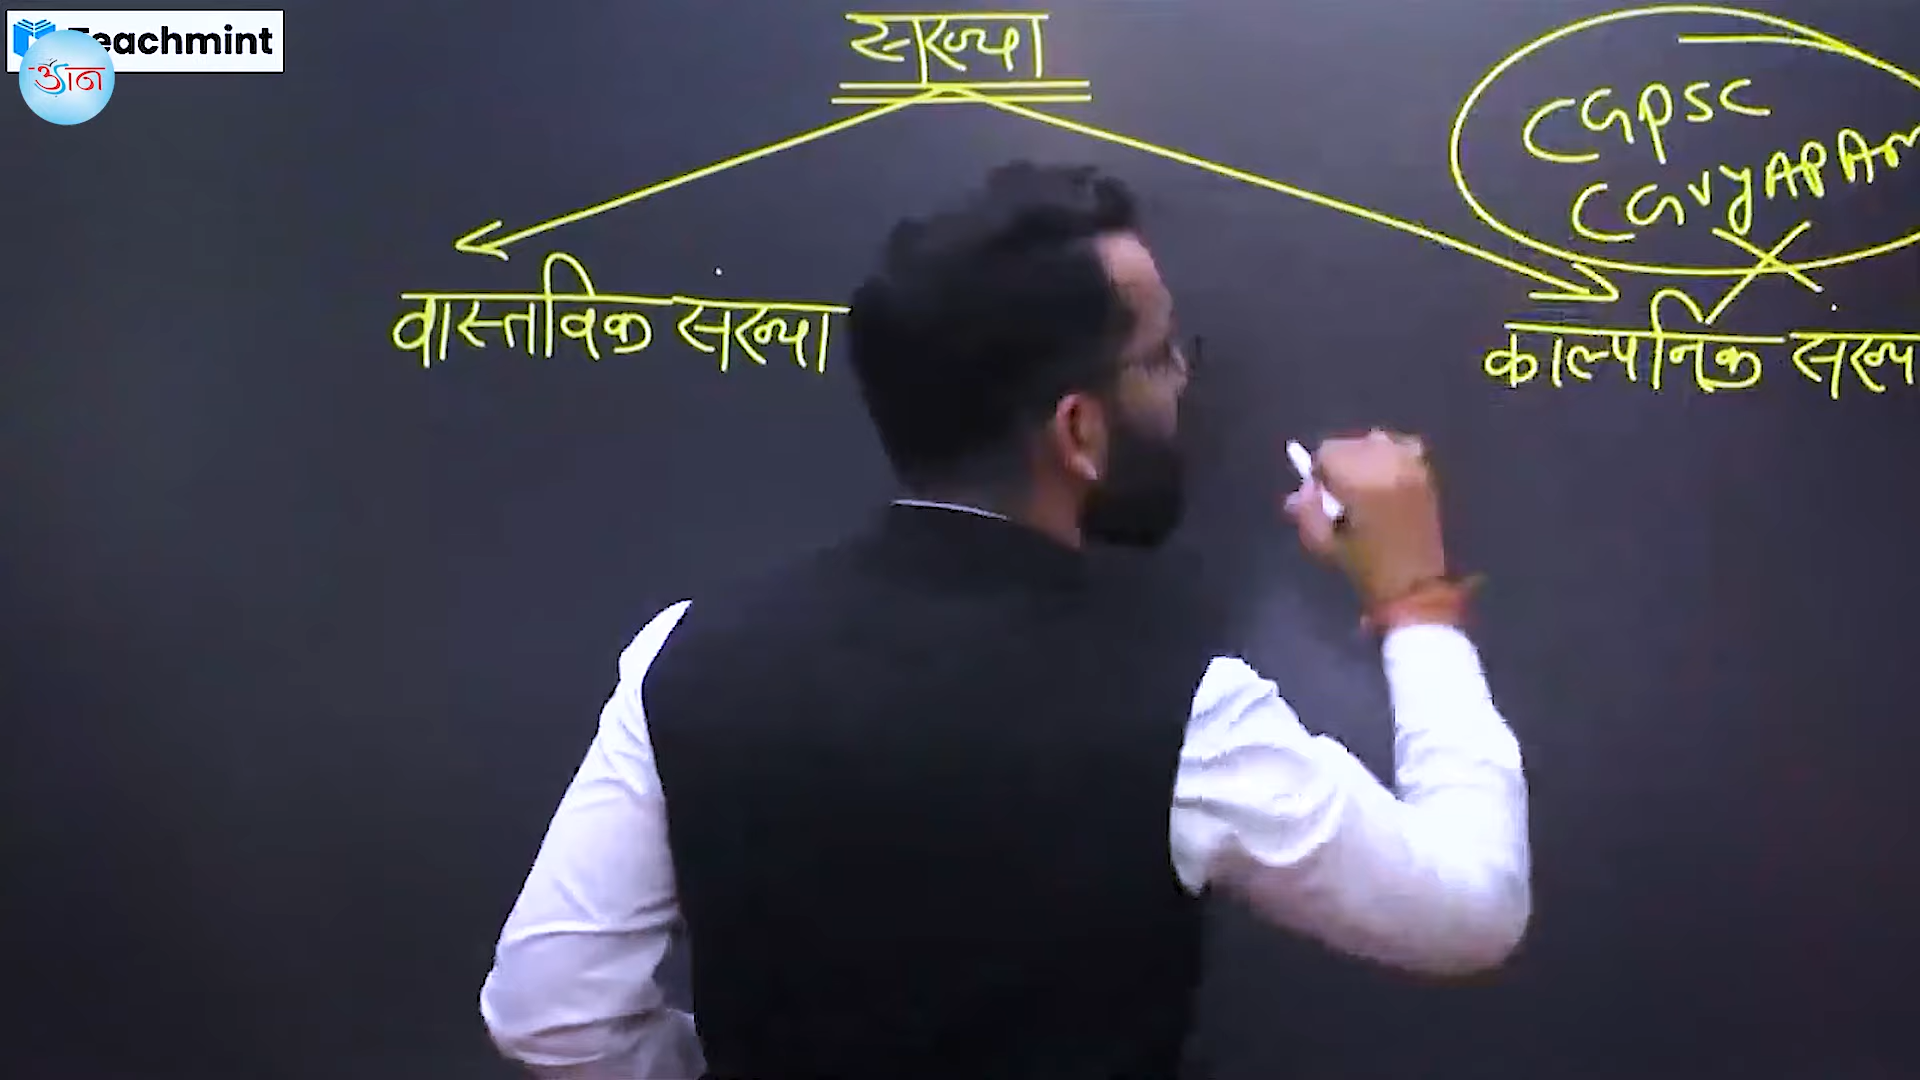 Teachmint
ज्ञान
संख्या
CGPSC
CGVyAPAM
वास्तविक संख्या
काल्पनिक संख्य